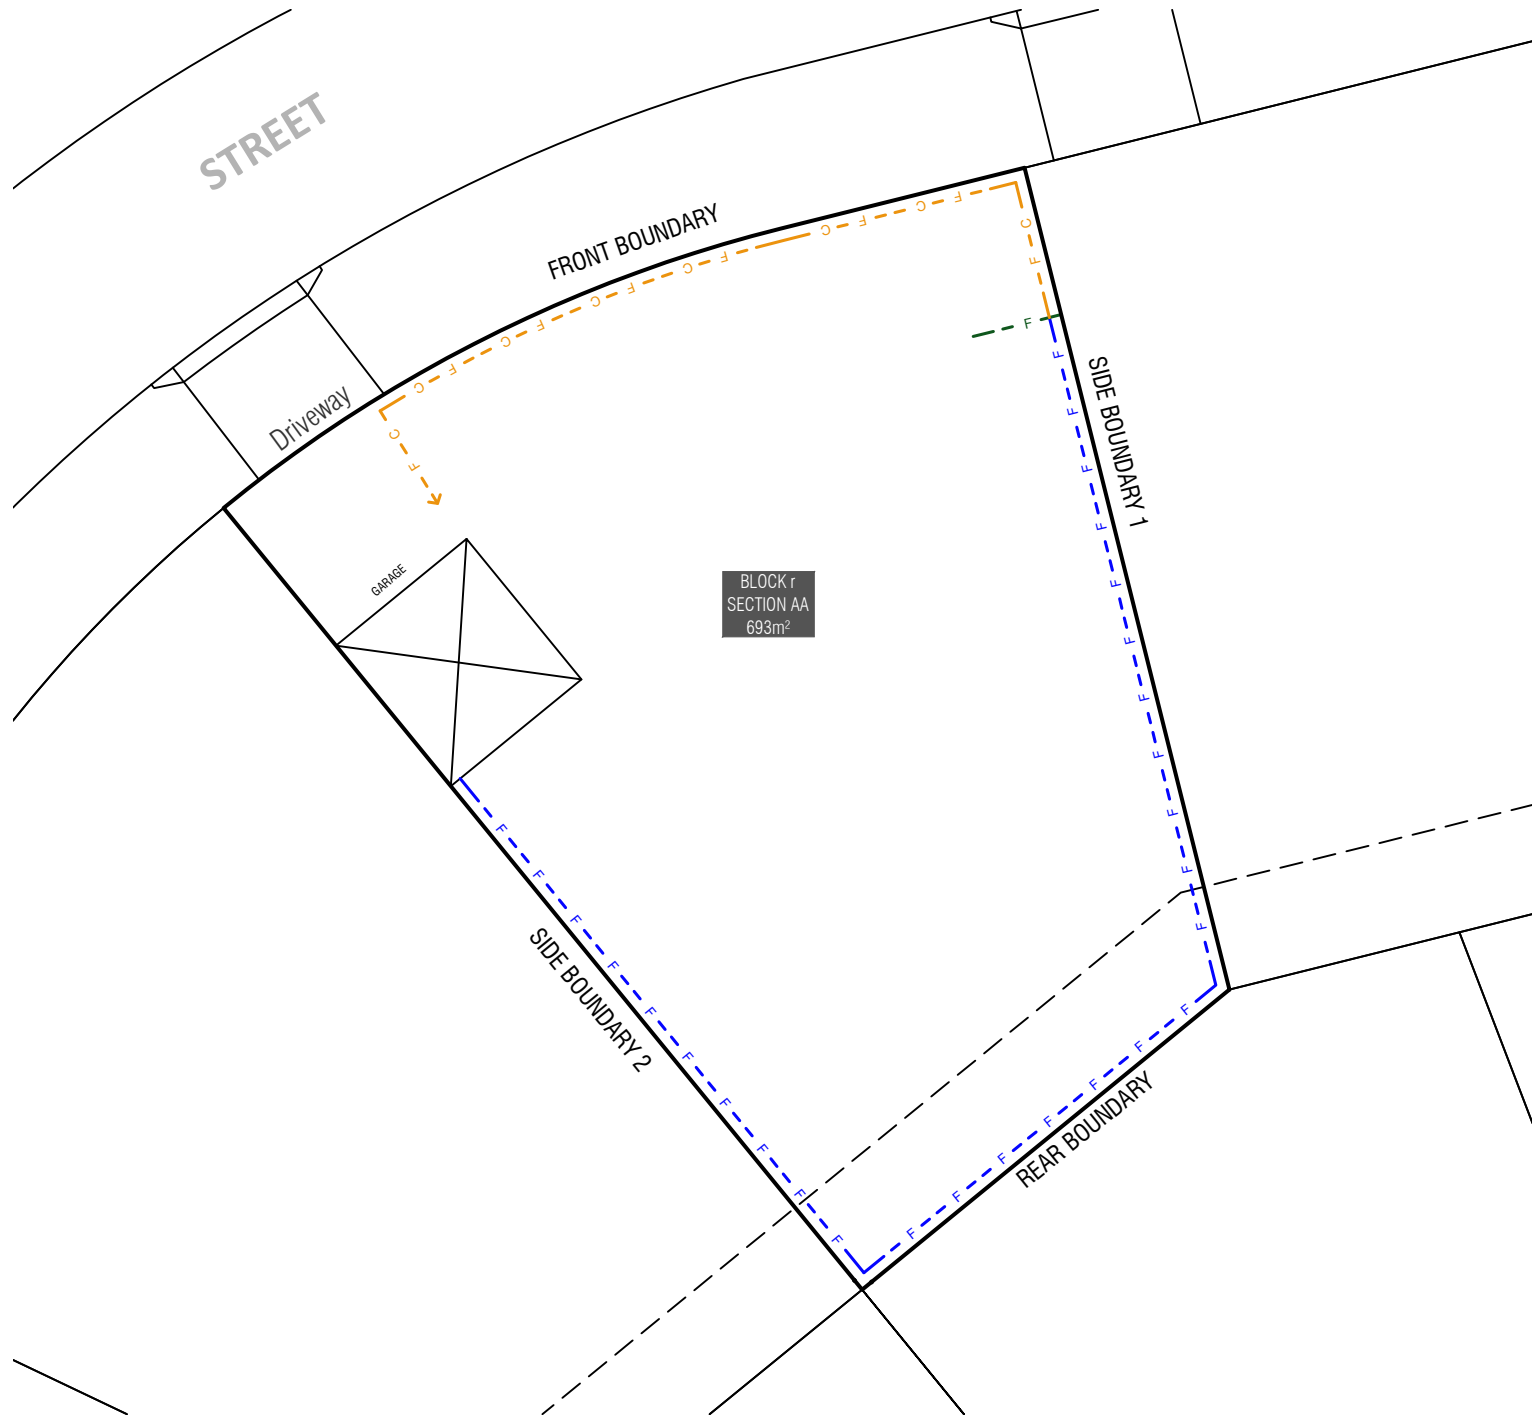 STREET
FRONT BOUNDARY
Driveway
GARAGE
BLOCK r
SECTION AA
693m²
SIDE BOUNDARY 1
SIDE BOUNDARY 2
REAR BOUNDARY
C F C F C F C F C F C F C F
C F
C F
F
F F F F F F F F F F F
F F F F F F F F F F
F F F F F F F